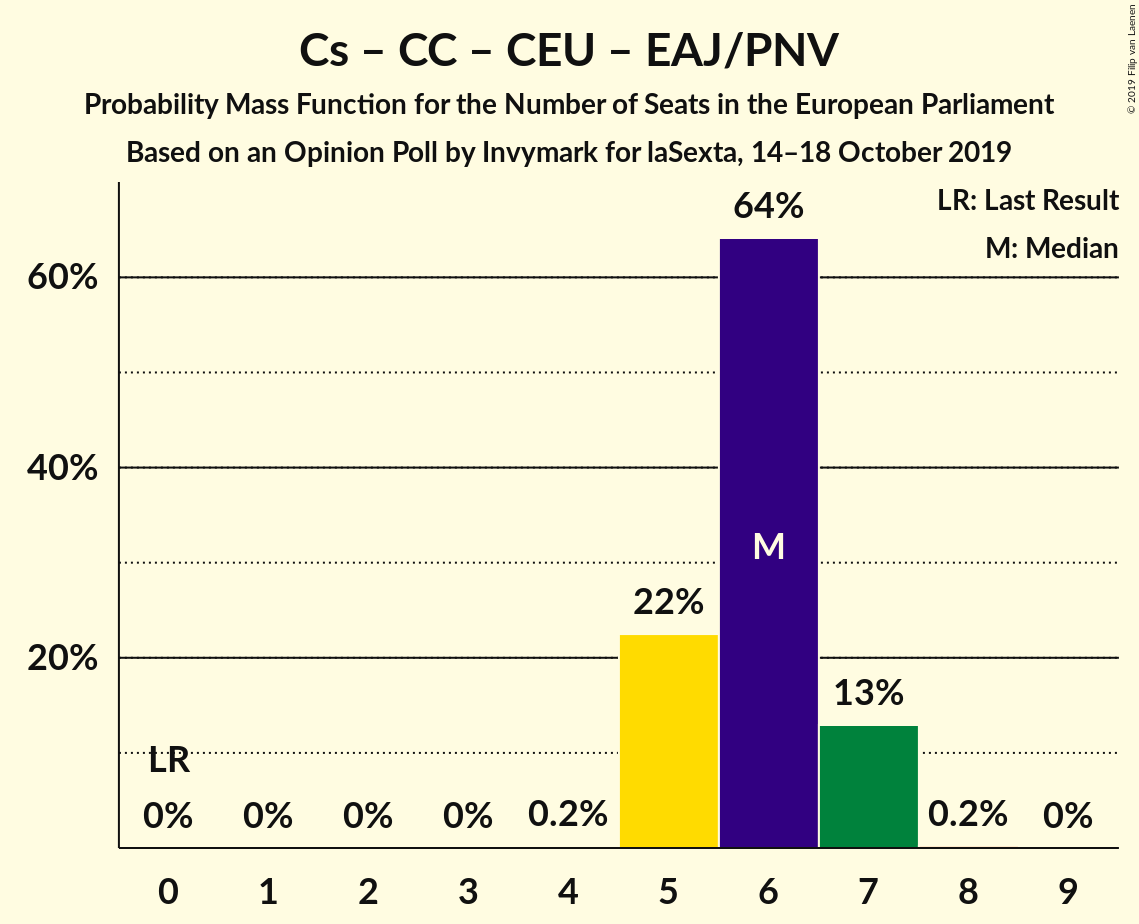 Cs – CC – CEU – EAJ/PNV
Probability Mass Function for the Number of Seats in the European Parliament
Based on an Opinion Poll by Invymark for laSexta, 14–18 October 2019
© 2019 Filip van Laenen
LR: Last Result
M: Median
64%
60%
40%
M
22%
20%
13%
LR
0% 0% 0% 0% 0.2% 0.2% 0%
0 1 2 3 4 5 6 7 8 9